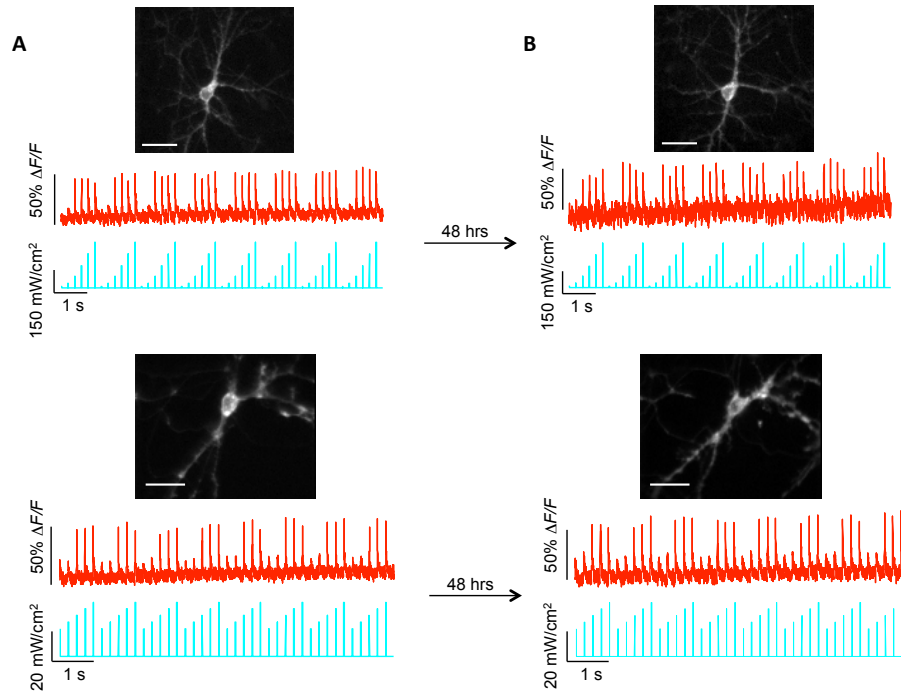 A
B
50% ΔF/F
50% ΔF/F
48 hrs
150 mW/cm²
1 s
150 mW/cm²
1 s
50% ΔF/F
50% ΔF/F
48 hrs
20 mW/cm²
1 s
20 mW/cm²
1 s